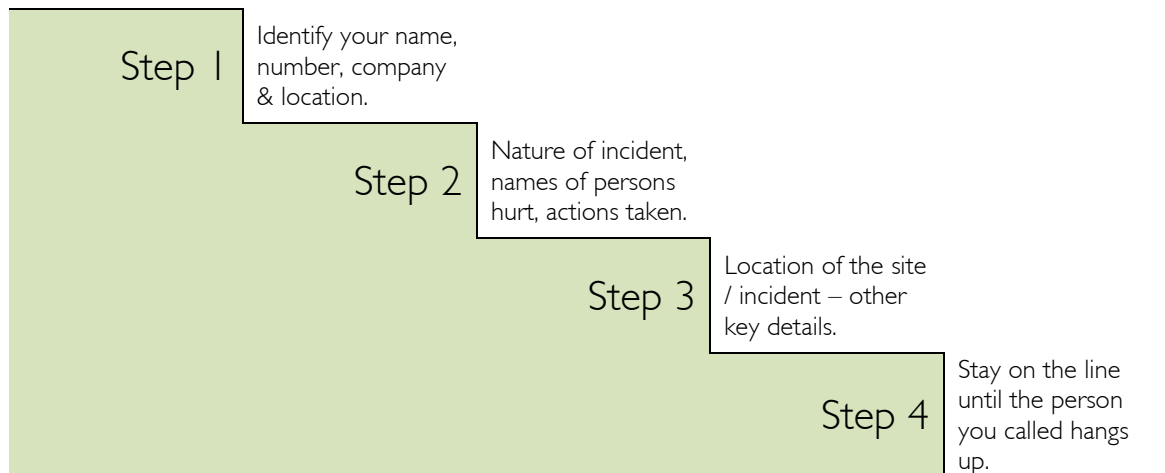 Step 1
Identify your name,
number, company
& location.
Step 2
Nature of incident,
names of persons
hurt, actions taken.
Step 3
Location of the site
/ incident – other
key details.
Step 4
Stay on the line
until the person
you called hangs
up.